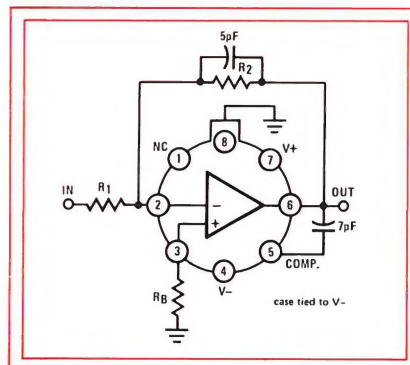 5pF
R2
NC
1
8
7
V+
IN
R1
2
−
+
6
OUT
3
4
5
7pF
COMP.
V−
RB
case tied to V−